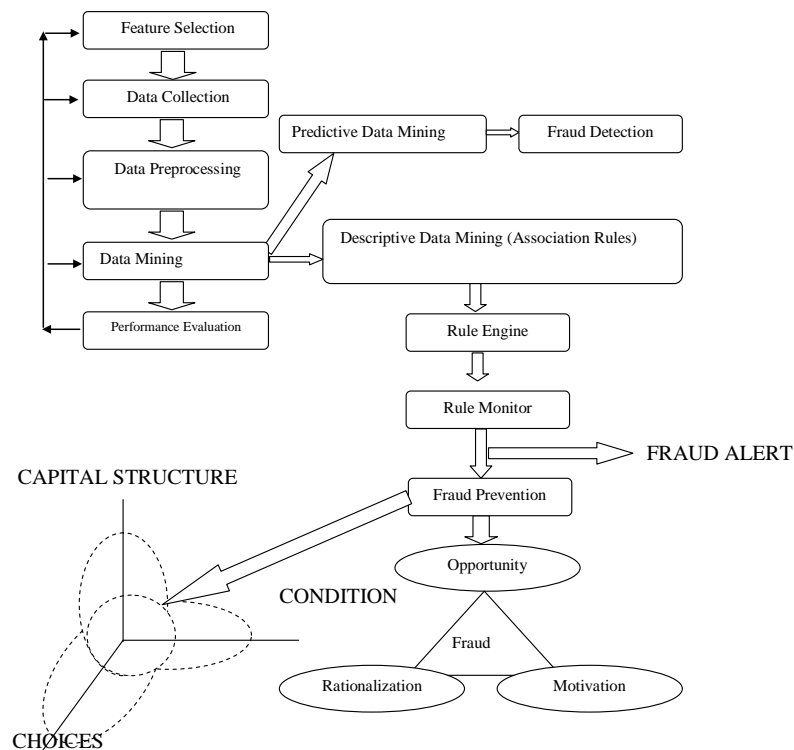 Feature Selection
Data Collection
Predictive Data Mining
Fraud Detection
Data Preprocessing
Descriptive Data Mining (Association Rules)
Data Mining
Performance Evaluation
Rule Engine
Rule Monitor
FRAUD ALERT
CAPITAL STRUCTURE
Fraud Prevention
Opportunity
CONDITION
Fraud
Rationalization
Motivation
CHOICES